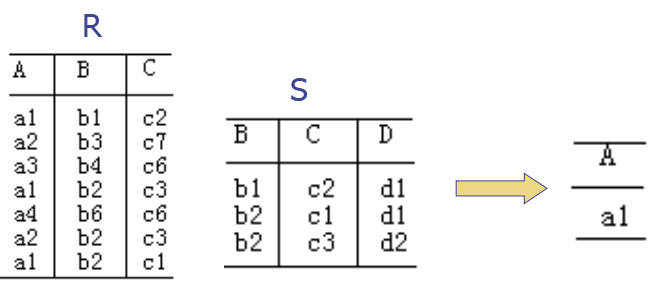 R
A B C
a1 b1 c2
a2 b3 c7
a3 b4 c6
a1 b2 c3
a4 b6 c6
a2 b2 c3
a1 b2 c1
S
B C D
b1 c2 d1
b2 c1 d1
b2 c3 d2
A
a1